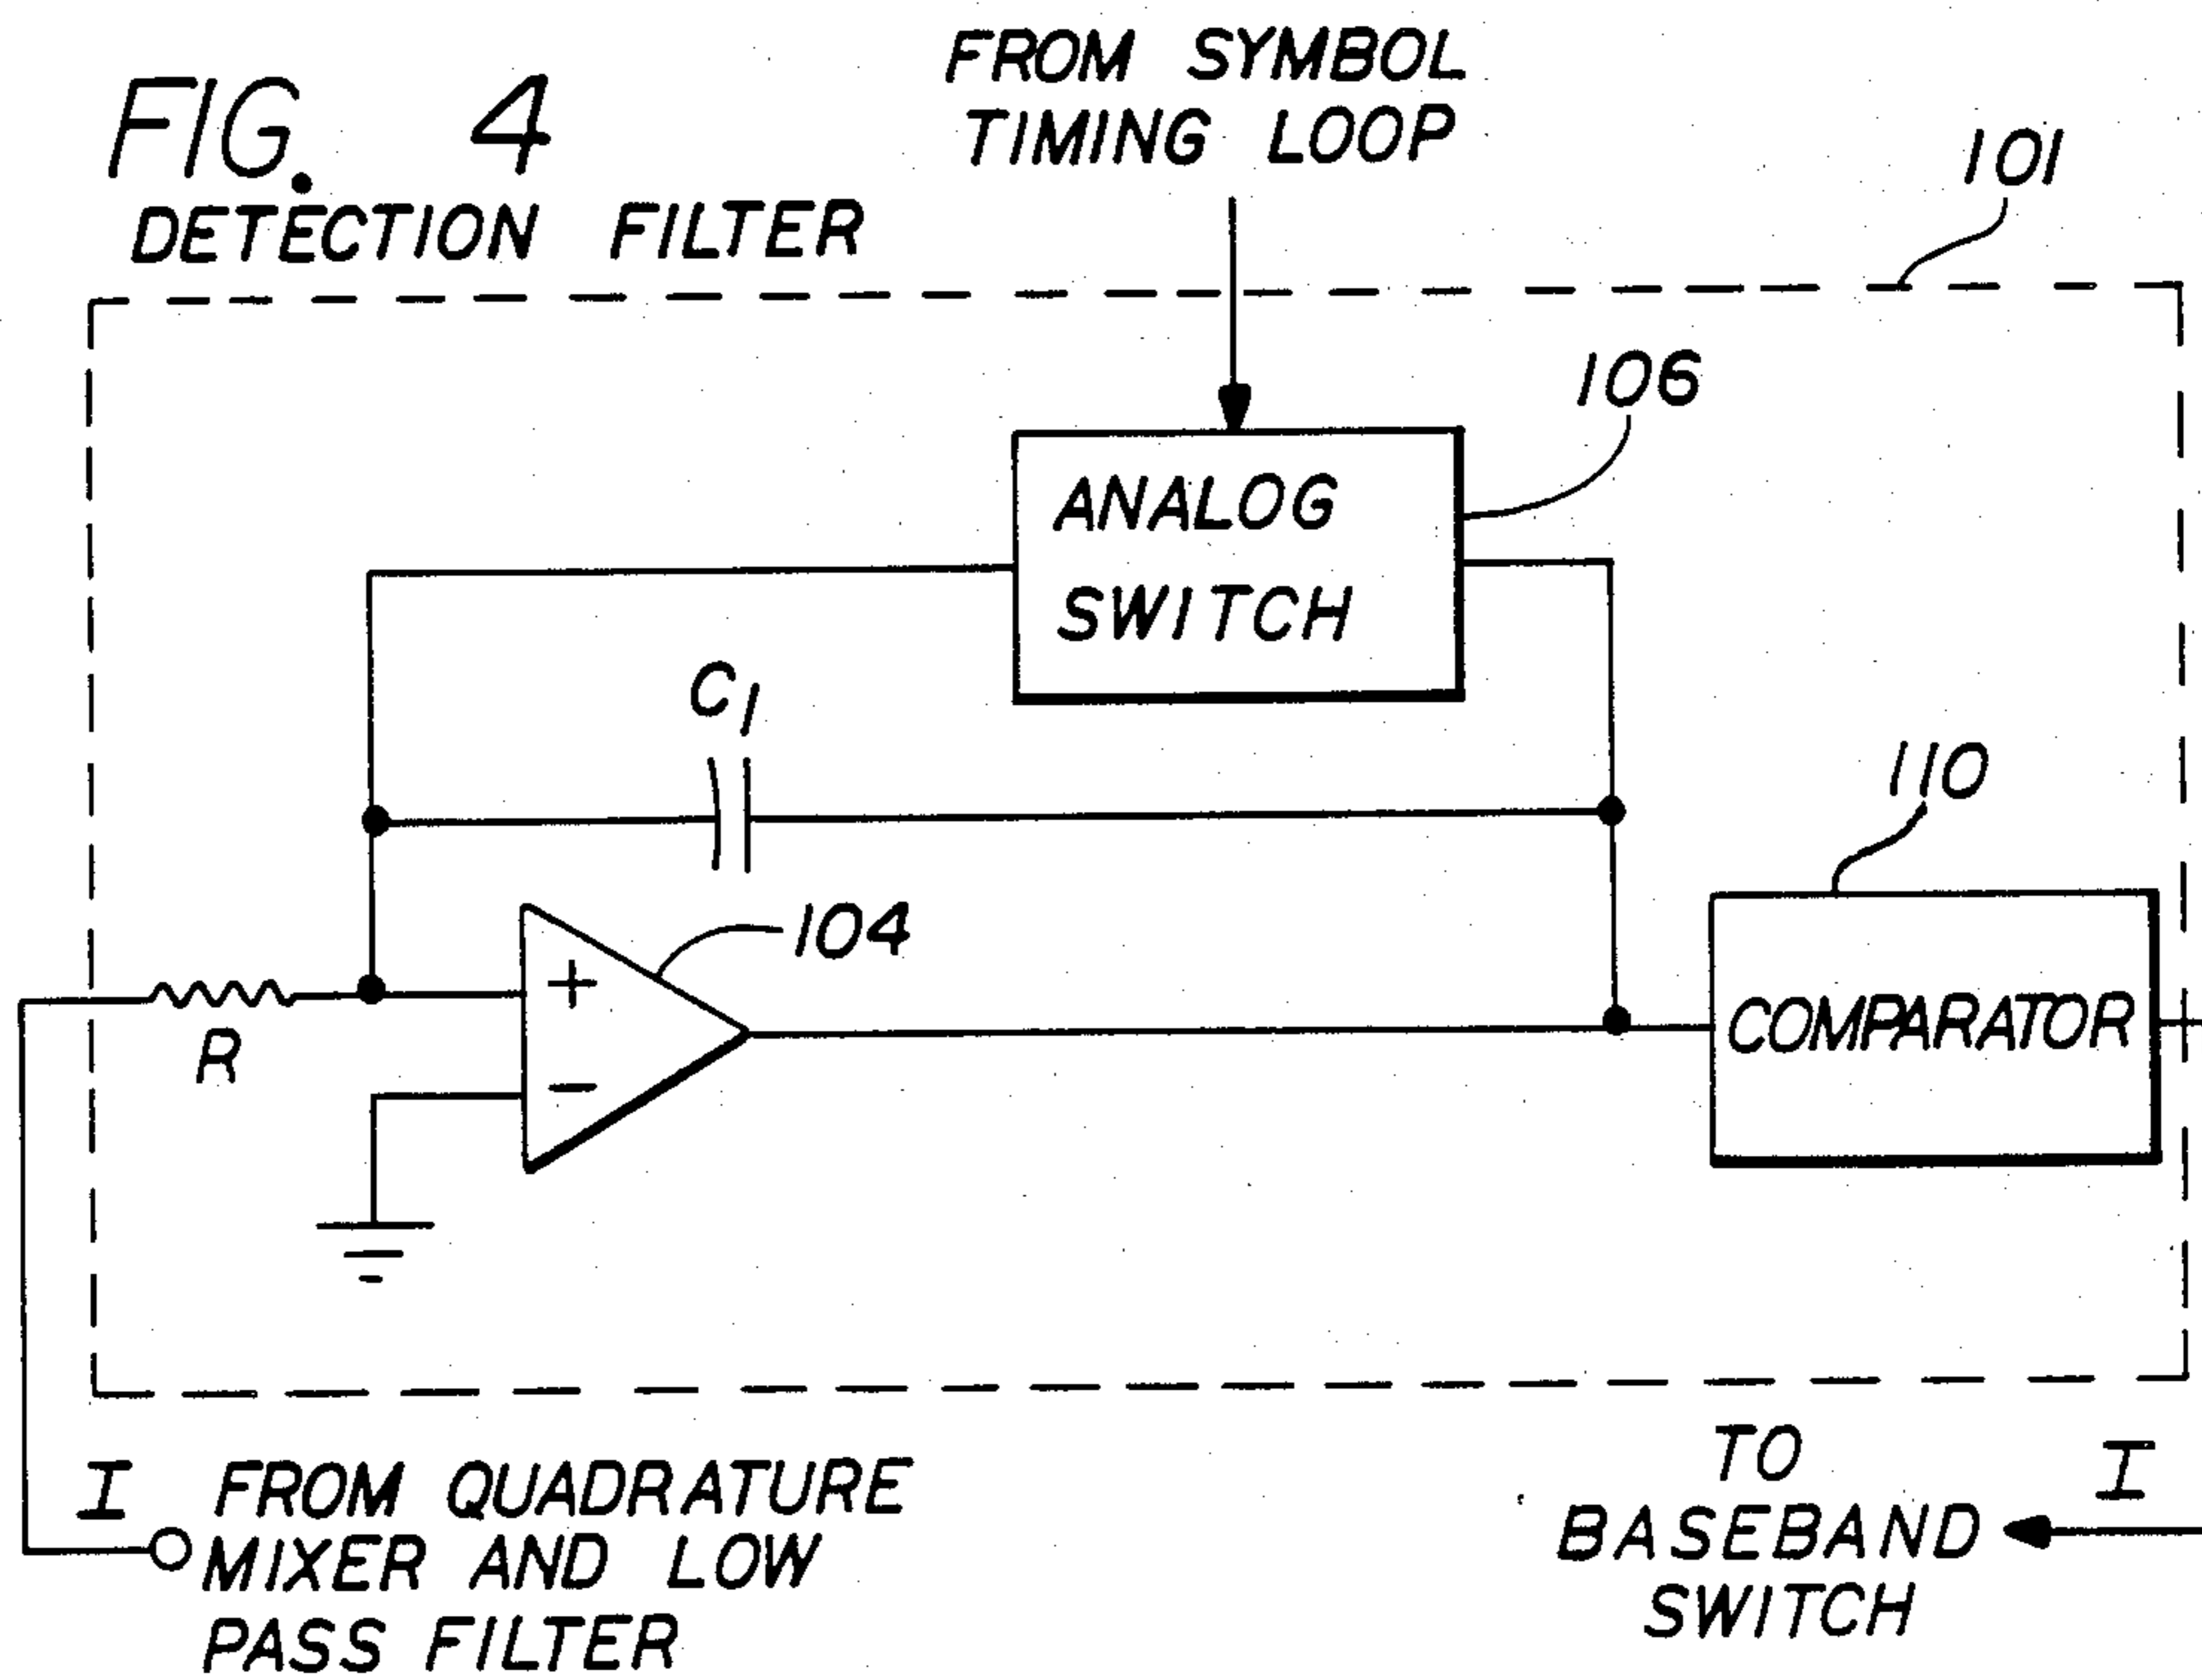 FROM SYMBOL
TIMING LOOP
FIG. 4
DETECTION FILTER
101
106
ANALOG
SWITCH
C1
110
104
+
−
R
COMPARATOR
I FROM QUADRATURE
MIXER AND LOW
PASS FILTER
TO I
BASEBAND
SWITCH